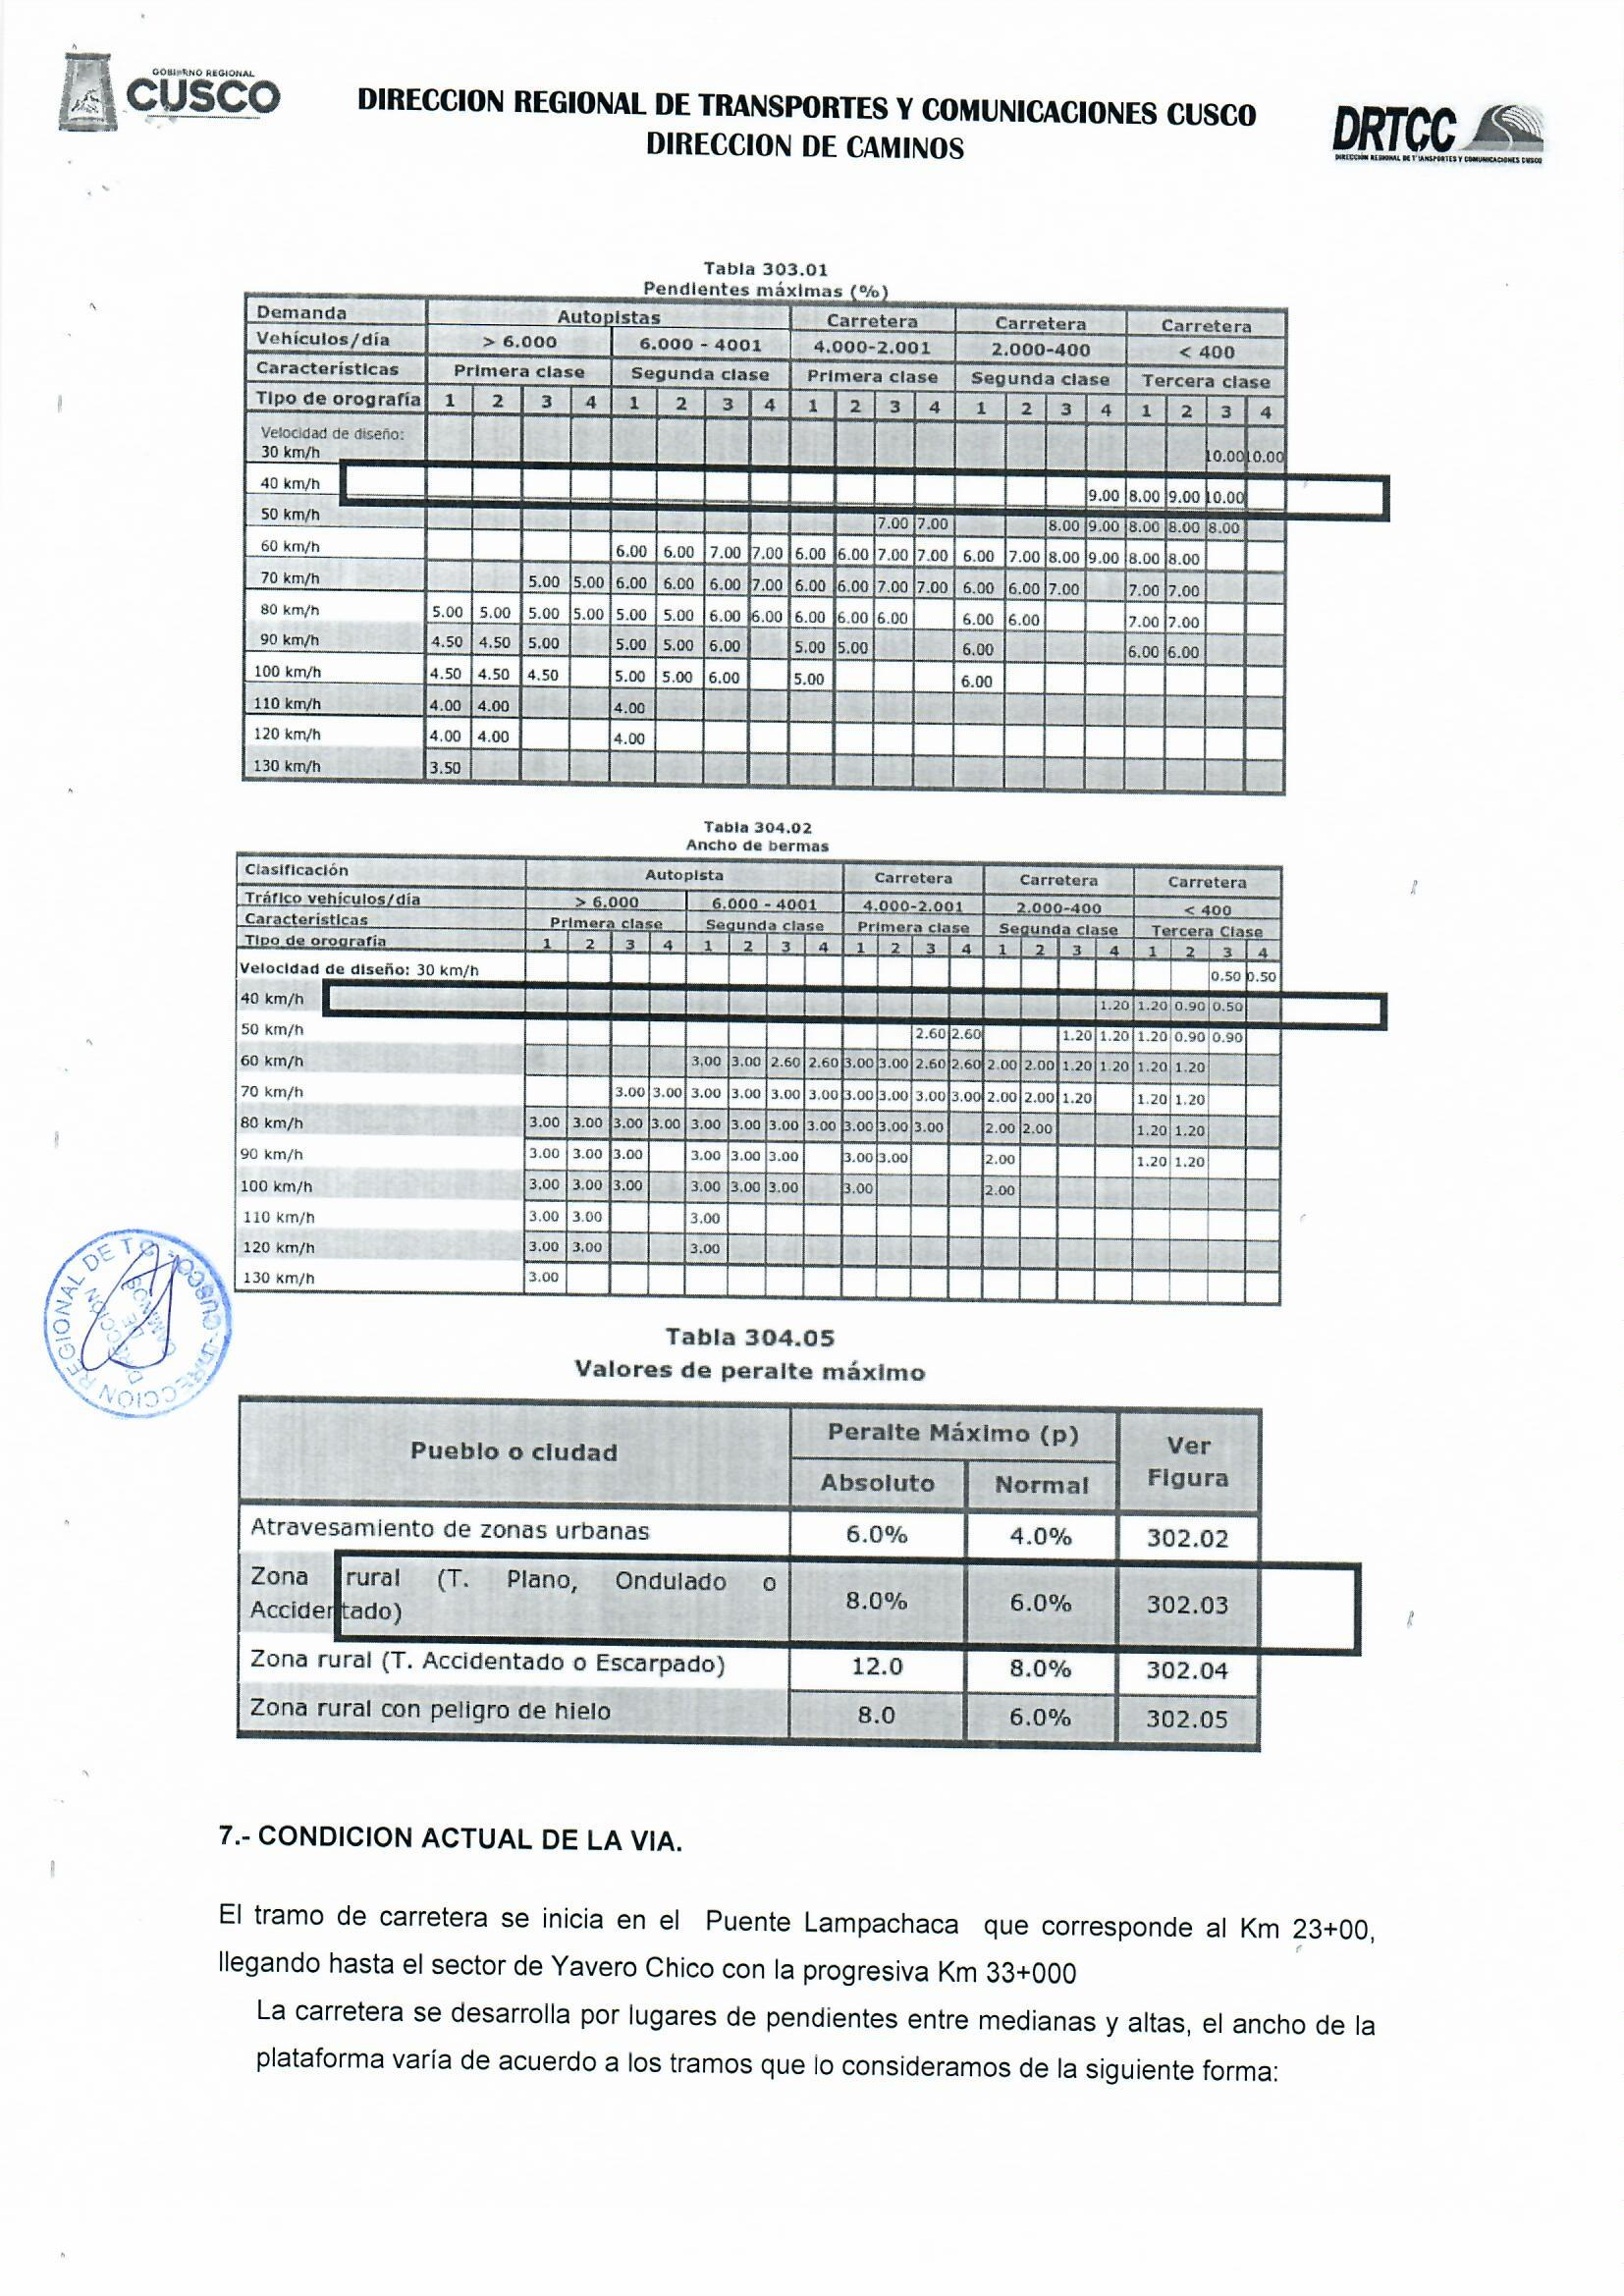 GOBIERNO REGIONAL
CUSCO
DIRECCION REGIONAL DE TRANSPORTES Y COMUNICACIONES CUSCO
DIRECCION DE CAMINOS
DRTCC
DIRECCIÓN REGIONAL DE TRANSPORTES Y COMUNICACIONES CUSCO
Tabla 303.01
Pendientes máximas (%)
Demanda Autopistas Carretera Carretera Carretera
Vehículos/día > 6.000 6.000 - 4001 4.000-2.001 2.000-400 < 400
Características Primera clase Segunda clase Primera clase Segunda clase Tercera clase
Tipo de orografía 1 2 3 4 1 2 3 4 1 2 3 4 1 2 3 4 1 2 3 4
Velocidad de diseño:
30 km/h 10.00 10.00
40 km/h 9.00 8.00 9.00 10.00
50 km/h 7.00 7.00 8.00 9.00 8.00 8.00 8.00
60 km/h 6.00 6.00 7.00 7.00 6.00 6.00 7.00 7.00 6.00 7.00 8.00 9.00 8.00 8.00
70 km/h 5.00 5.00 6.00 6.00 6.00 7.00 6.00 6.00 7.00 7.00 6.00 6.00 7.00 7.00 7.00
80 km/h 5.00 5.00 5.00 5.00 5.00 5.00 6.00 6.00 6.00 6.00 6.00 6.00 6.00 7.00 7.00
90 km/h 4.50 4.50 5.00 5.00 5.00 6.00 5.00 5.00 6.00 6.00 6.00
100 km/h 4.50 4.50 4.50 5.00 5.00 6.00 5.00 6.00
110 km/h 4.00 4.00 4.00
120 km/h 4.00 4.00 4.00
130 km/h 3.50
Tabla 304.02
Ancho de bermas
Clasificación Autopista Carretera Carretera Carretera
Tráfico vehículos/día > 6.000 6.000 - 4001 4.000-2.001 2.000-400 < 400
Características Primera clase Segunda clase Primera clase Segunda clase Tercera Clase
Tipo de orografía 1 2 3 4 1 2 3 4 1 2 3 4 1 2 3 4 1 2 3 4
Velocidad de diseño: 30 km/h 0.50 0.50
40 km/h 1.20 1.20 0.90 0.50
50 km/h 2.60 2.60 1.20 1.20 1.20 0.90 0.90
60 km/h 3.00 3.00 2.60 2.60 3.00 3.00 2.60 2.60 2.00 2.00 1.20 1.20 1.20 1.20
70 km/h 3.00 3.00 3.00 3.00 3.00 3.00 3.00 3.00 3.00 3.00 2.00 2.00 1.20 1.20 1.20
80 km/h 3.00 3.00 3.00 3.00 3.00 3.00 3.00 3.00 3.00 3.00 3.00 2.00 2.00 1.20 1.20
90 km/h 3.00 3.00 3.00 3.00 3.00 3.00 3.00 3.00 2.00 1.20 1.20
100 km/h 3.00 3.00 3.00 3.00 3.00 3.00 3.00 2.00
110 km/h 3.00 3.00 3.00
120 km/h 3.00 3.00 3.00
130 km/h 3.00
Tabla 304.05
Valores de peralte máximo
Pueblo o ciudad Peralte Máximo (p) Ver Figura
Absoluto Normal
Atravesamiento de zonas urbanas 6.0% 4.0% 302.02
Zona rural (T. Plano, Ondulado o
Accidentado) 8.0% 6.0% 302.03
Zona rural (T. Accidentado o Escarpado) 12.0 8.0% 302.04
Zona rural con peligro de hielo 8.0 6.0% 302.05
7.- CONDICION ACTUAL DE LA VIA.
El tramo de carretera se inicia en el Puente Lampachaca que corresponde al Km 23+00,
llegando hasta el sector de Yavero Chico con la progresiva Km 33+000
La carretera se desarrolla por lugares de pendientes entre medianas y altas, el ancho de la
plataforma varía de acuerdo a los tramos que lo consideramos de la siguiente forma: